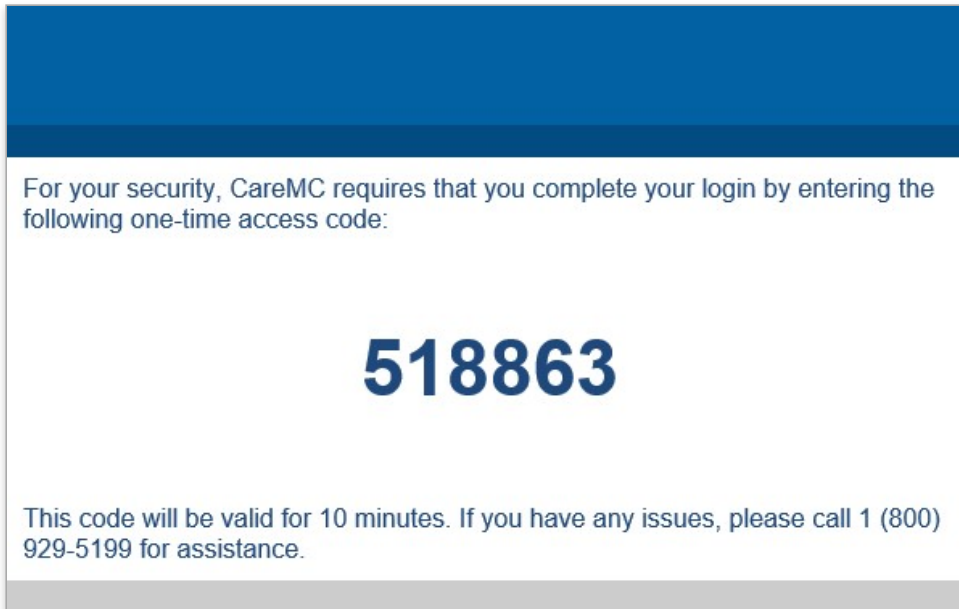 For your security, CareMC requires that you complete your login by entering the
following one-time access code:
518863
This code will be valid for 10 minutes. If you have any issues, please call 1 (800)
929-5199 for assistance.